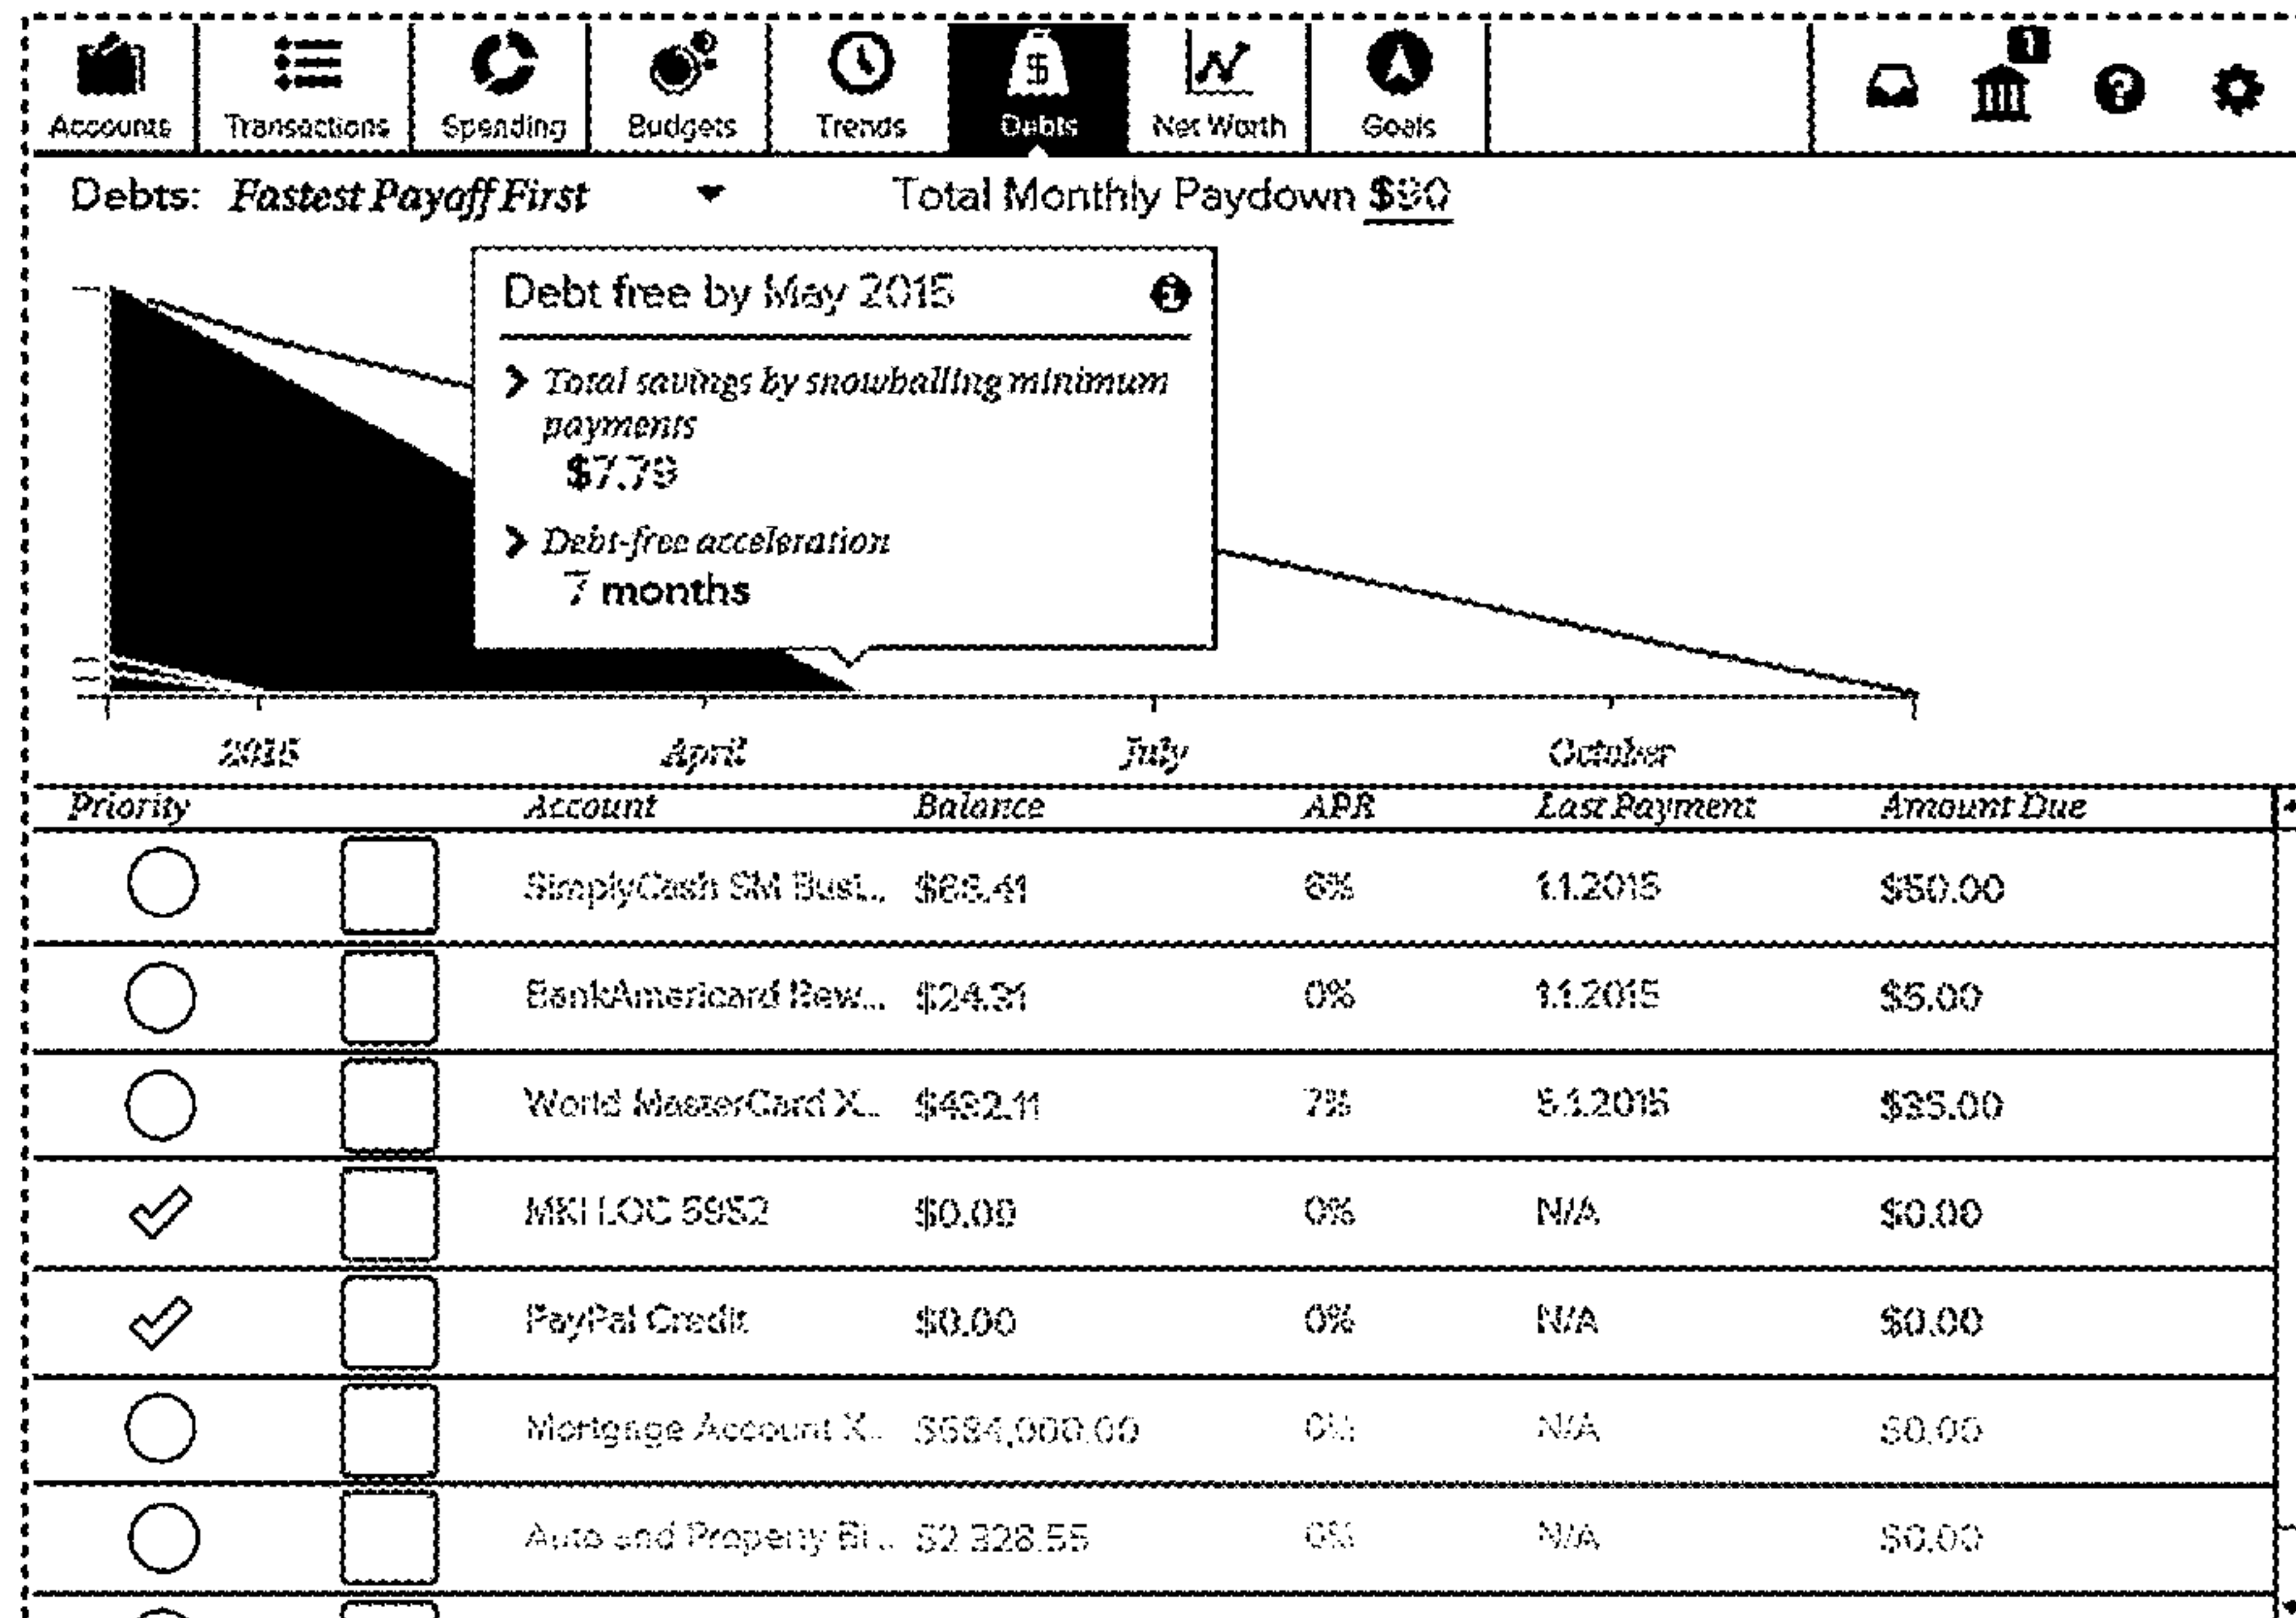 1
Accounts Transactions Spending Budgets Trends Debts Net Worth Goals
Debts: Fastest Payoff First Total Monthly Paydown $90
Debt free by May 2015
Total savings by snowballing minimum
payments
$7.79
Debt-free acceleration
7 months
2015 April July October
Priority Account Balance APR Last Payment Amount Due
SimplyCash SM Busi... 6% 1.1.2015 $50.00
BankAmericard Rew... $24.31 0% 1.1.2015 $5.00
World MasterCard X... $492.11 7% 5.1.2015 $35.00
MKI LOC $0.00 0% N/A $0.00
PayPal Credit $0.00 0% N/A $0.00
Mortgage Account X... $684,000.00 0% N/A $0.00
Auto and Property Bi... $2,328.55 0% N/A $0.00